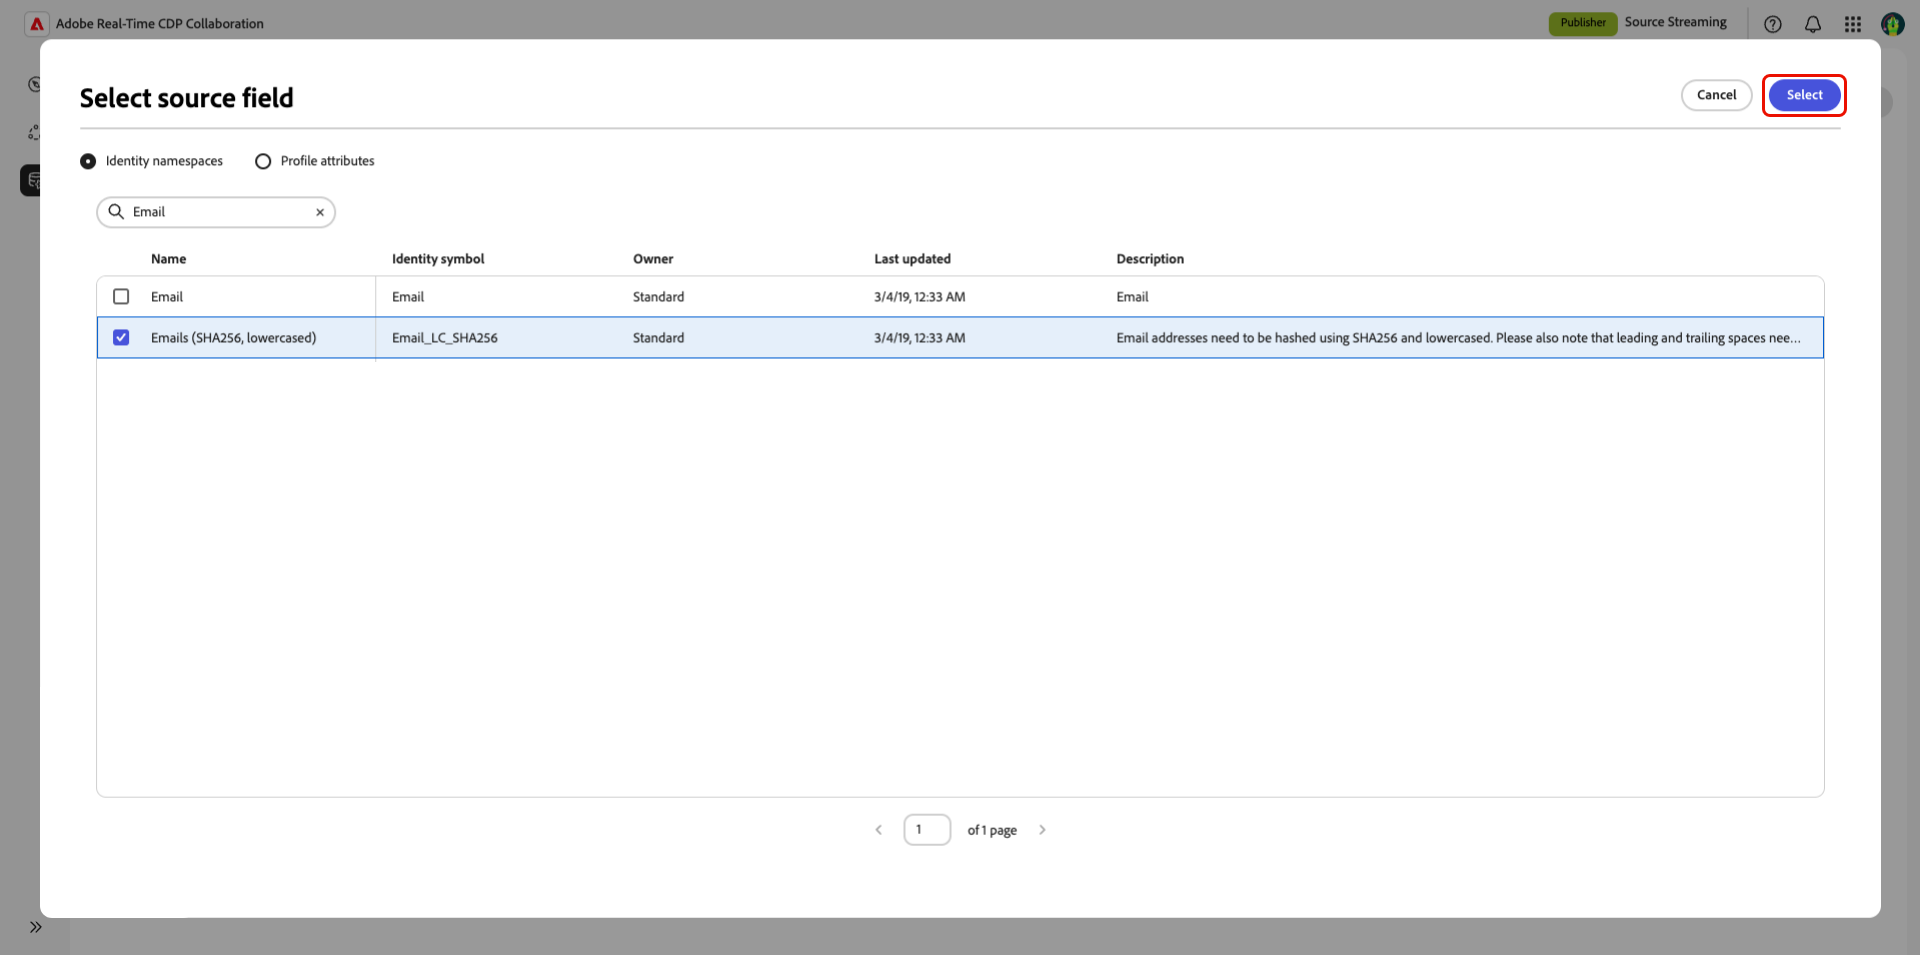 Adobe Real-Time CDP Collaboration
Publisher Source Streaming
Select source field
Cancel Select
Identity namespaces Profile attributes
Email
Name Identity symbol Owner Last updated Description
Email Email Standard 3/4/19, 12:33 AM Email
Emails (SHA256, lowercased) Email_LC_SHA256 Standard 3/4/19, 12:33 AM Email addresses need to be hashed using SHA256 and lowercased. Please also note that leading and trailing spaces nee...
1 of 1 page